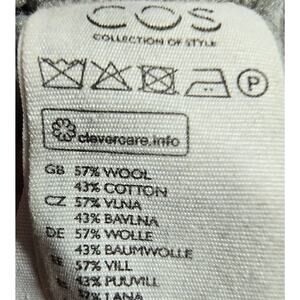 COS
COLLECTION OF STYLE
P
clevercare.info
GB 57% WOOL
43% COTTON
CZ 57% VLNA
43% BAVLNA
DE 57% WOLLE
43% BAUMWOLLE
57% VILL
43% PUUVILL
57% LANA